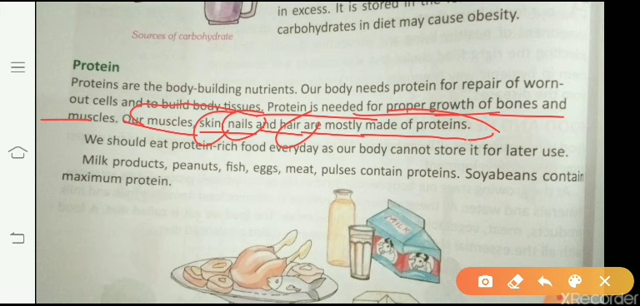 in excess. It is stored in the
carbohydrates in diet may cause obesity.
Sources of carbohydrate
Protein
Proteins are the body-building nutrients. Our body needs protein for repair of worn-
out cells and to build body tissues. Protein is needed for proper growth of bones and
muscles. Our muscles, skin, nails and hair are mostly made of proteins.
We should eat protein-rich food everyday as our body cannot store it for later use.
Milk products, peanuts, fish, eggs, meat, pulses contain proteins. Soyabeans contain
maximum protein.
MILK
XRecorder